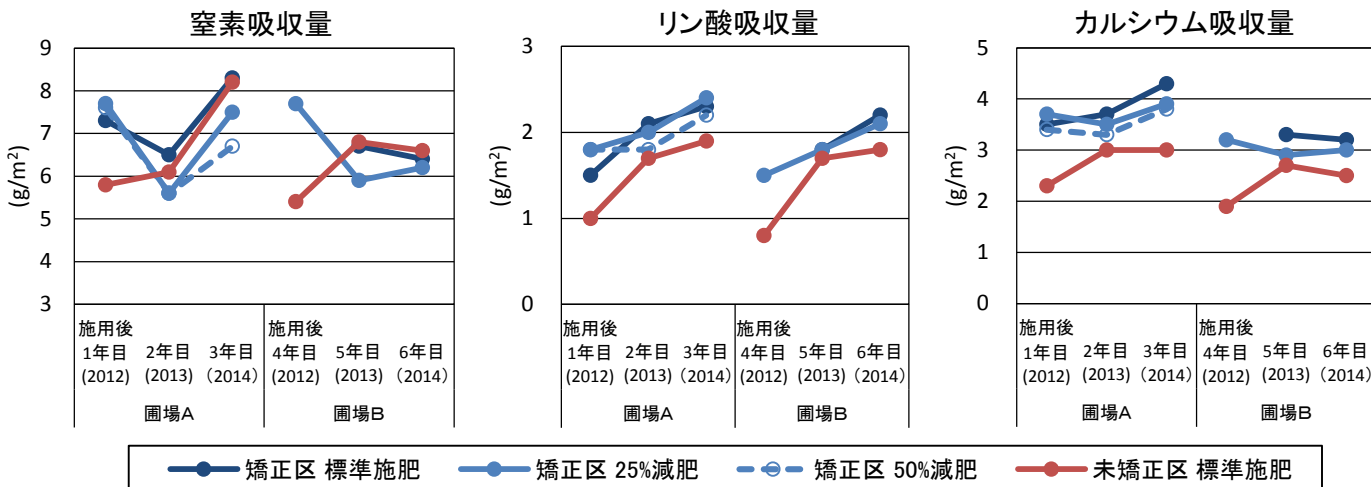 窒素吸収量
9
8
7
6
5
4
3
(g/m²)
施用後
1年目 2年目 3年目 4年目 5年目 6年目
(2012) (2013) (2014) (2012) (2013) (2014)
圃場A 圃場B
リン酸吸収量
3
2
1
0
(g/m²)
施用後 施用後
1年目 2年目 3年目 4年目 5年目 6年目
(2012) (2013) (2014) (2012) (2013) (2014)
圃場A 圃場B
カルシウム吸収量
5
4
3
2
1
0
(g/m²)
施用後 施用後
1年目 2年目 3年目 4年目 5年目 6年目
(2012) (2013) (2014) (2012) (2013) (2014)
圃場A 圃場B
矯正区 標準施肥 矯正区 25%減肥 矯正区 50%減肥 未矯正区 標準施肥